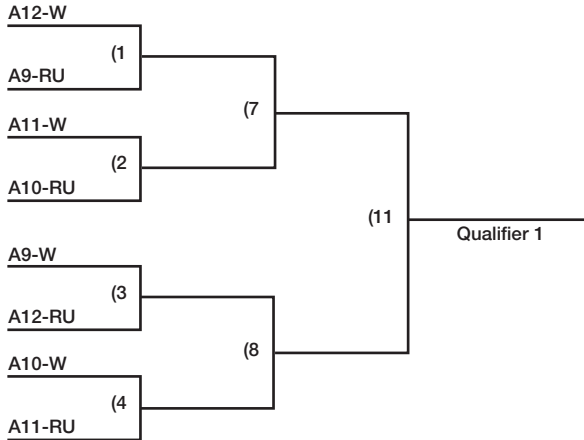 A12-W
(1
A9-RU
(7
A11-W
(2
A10-RU
(11
Qualifier 1
A9-W
(3
A12-RU
(8
A10-W
(4
A11-RU